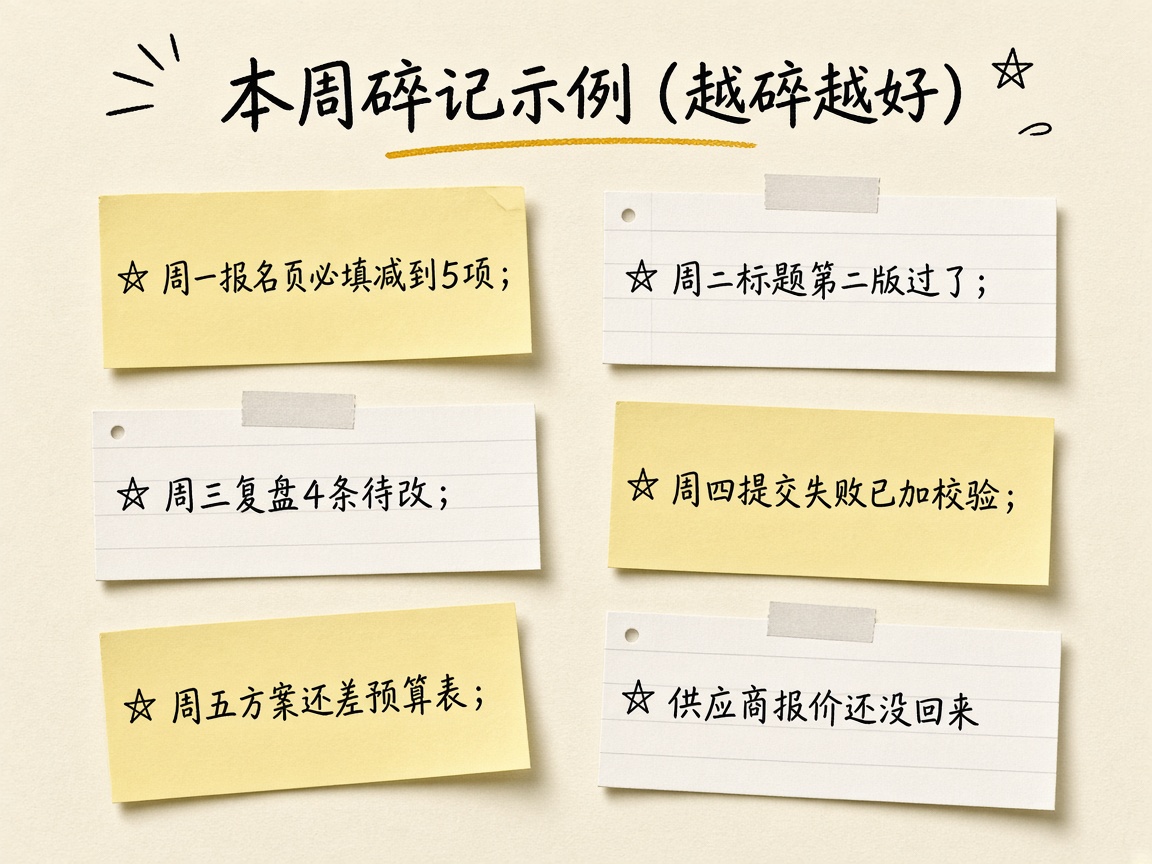 本周碎记示例(越碎越好)
☆ 周一报名页必填减到5项;
☆ 周二标题第二版过了;
☆ 周三复盘4条待改;
☆ 周四提交失败已加校验;
☆ 周五方案还差预算表;
☆ 供应商报价还没回来